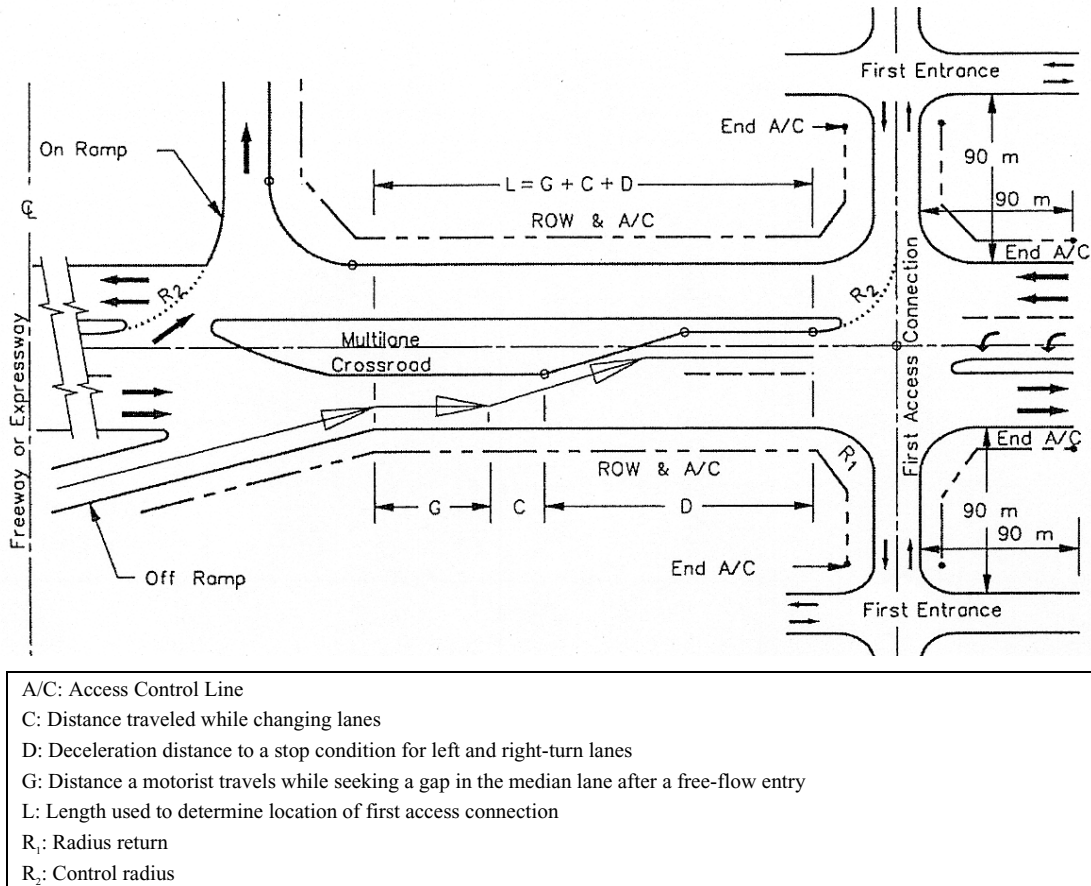 First Entrance
End A/C
On Ramp
90 m
L = G + C + D
90 m
℄
ROW & A/C
End A/C
R2
R2
Connection
Multilane
Crossroad
First Access
Freeway or Expressway
End A/C
R1
ROW & A/C
G
C
D
90 m
90 m
Off Ramp
End A/C
First Entrance
A/C: Access Control Line
C: Distance traveled while changing lanes
D: Deceleration distance to a stop condition for left and right-turn lanes
G: Distance a motorist travels while seeking a gap in the median lane after a free-flow entry
L: Length used to determine location of first access connection
R₁: Radius return
R₂: Control radius